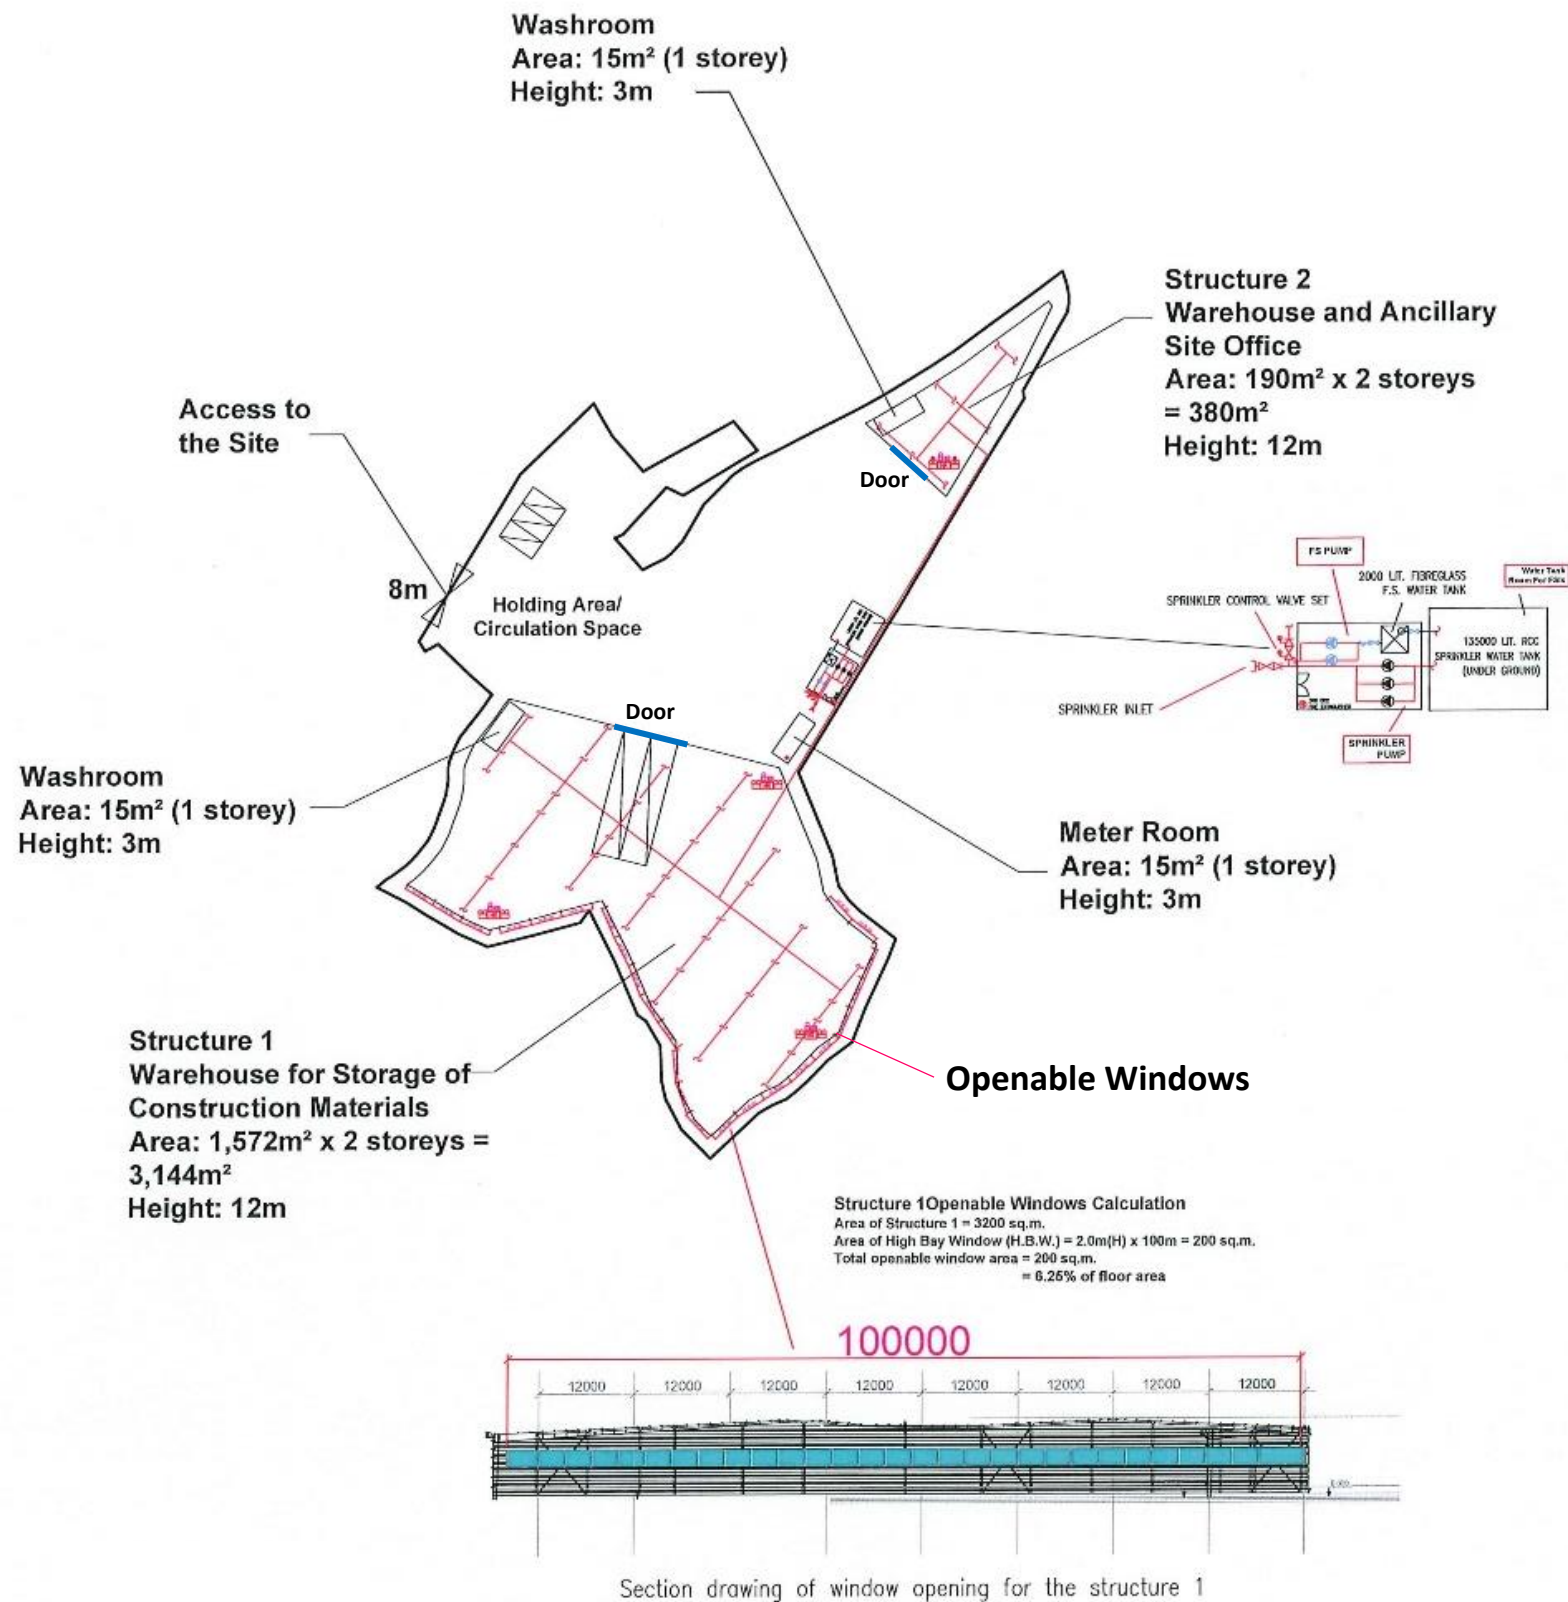 Washroom
Area: 15m² (1 storey)
Height: 3m
Structure 2
Warehouse and Ancillary
Site Office
Area: 190m² x 2 storeys
= 380m²
Height: 12m
Access to
the Site
Door
8m
Holding Area/
Circulation Space
FS PUMP
2000 LIT. FIBREGLASS
F.S. WATER TANK
Water Tank
SPRINKLER CONTROL VALVE SET
135000 LIT. RCC
SPRINKLER WATER TANK
(UNDER GROUND)
SPRINKLER INLET
SPRINKLER
PUMP
Door
Washroom
Area: 15m² (1 storey)
Height: 3m
Meter Room
Area: 15m² (1 storey)
Height: 3m
Structure 1
Warehouse for Storage of
Construction Materials
Area: 1,572m² x 2 storeys =
3,144m²
Height: 12m
Openable Windows
Structure 1Openable Windows Calculation
Area of Structure 1 = 3200 sq.m.
Area of High Bay Window (H.B.W.) = 2.0m(H) x 100m = 200 sq.m.
Total openable window area = 200 sq.m.
= 6.25% of floor area
100000
12000 12000 12000 12000 12000 12000 12000 12000
Section drawing of window opening for the structure 1